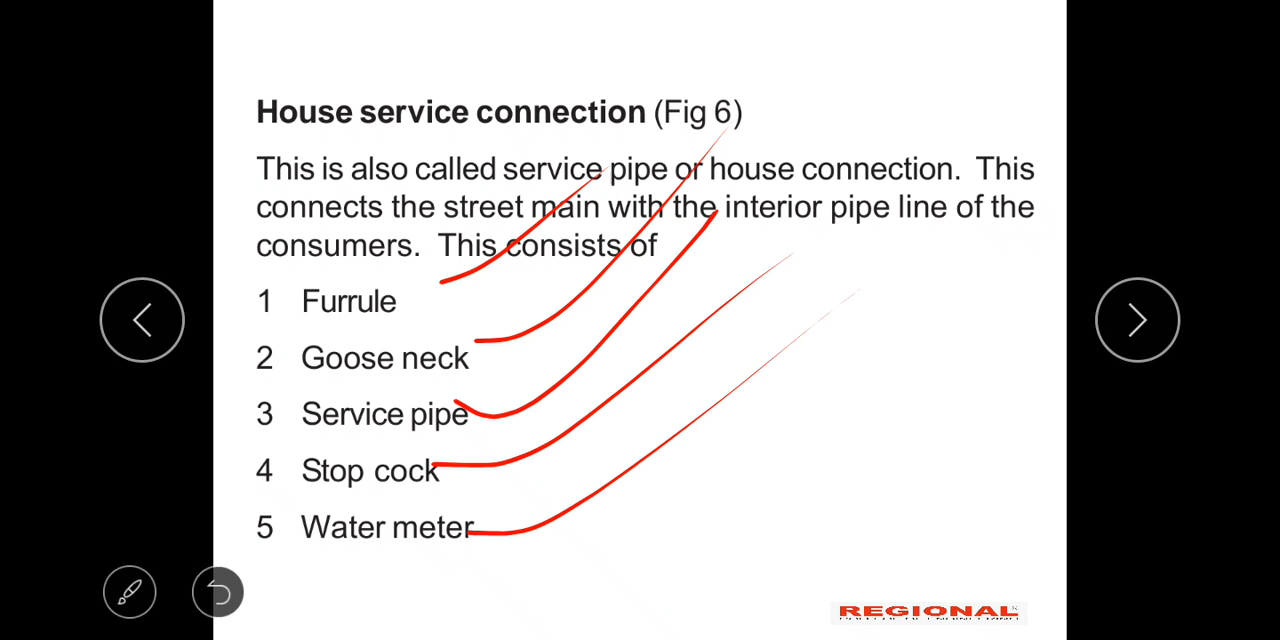 House service connection (Fig 6)
This is also called service pipe or house connection. This
connects the street main with the interior pipe line of the
consumers. This consists of
1 Furrule
2 Goose neck
3 Service pipe
4 Stop cock
5 Water meter
REGIONAL